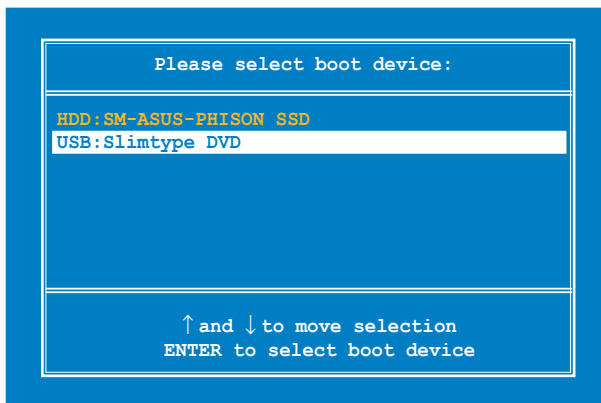 Please select boot device:
HDD:SM-ASUS-PHISON SSD
USB:Slimtype DVD
↑ and ↓ to move selection
ENTER to select boot device